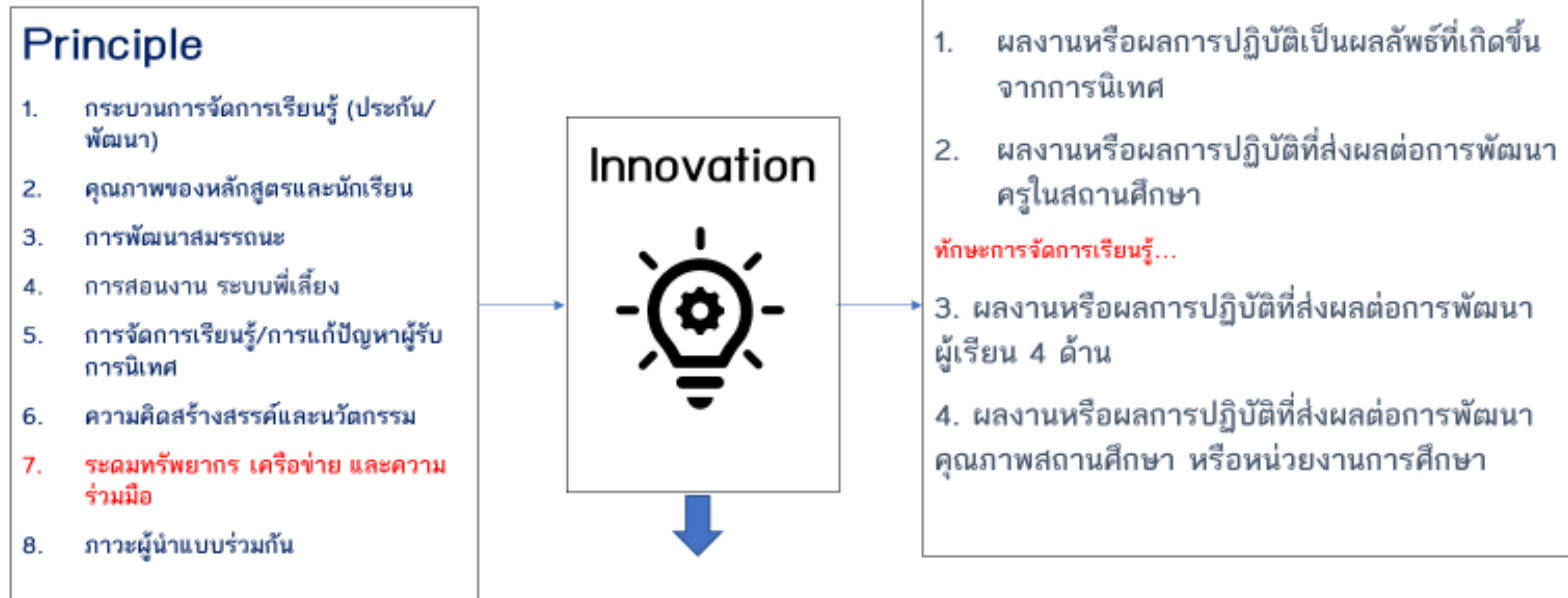 Principle
1. กระบวนการจัดการเรียนรู้ (ประกัน/
พัฒนา)
2. คุณภาพของหลักสูตรและนักเรียน
3. การพัฒนาสมรรถนะ
4. การสอนงาน ระบบพี่เลี้ยง
5. การจัดการเรียนรู้/การแก้ปัญหาผู้รับ
การนิเทศ
6. ความคิดสร้างสรรค์และนวัตกรรม
7. ระดมทรัพยากร เครือข่าย และความ
ร่วมมือ
8. ภาวะผู้นำแบบร่วมกัน
Innovation
1. ผลงานหรือผลการปฏิบัติเป็นผลลัพธ์ที่เกิดขึ้น
จากการนิเทศ
2. ผลงานหรือผลการปฏิบัติที่ส่งผลต่อการพัฒนา
ครูในสถานศึกษา
ทักษะการจัดการเรียนรู้...
3. ผลงานหรือผลการปฏิบัติที่ส่งผลต่อการพัฒนา
ผู้เรียน 4 ด้าน
4. ผลงานหรือผลการปฏิบัติที่ส่งผลต่อการพัฒนา
คุณภาพสถานศึกษา หรือหน่วยงานการศึกษา